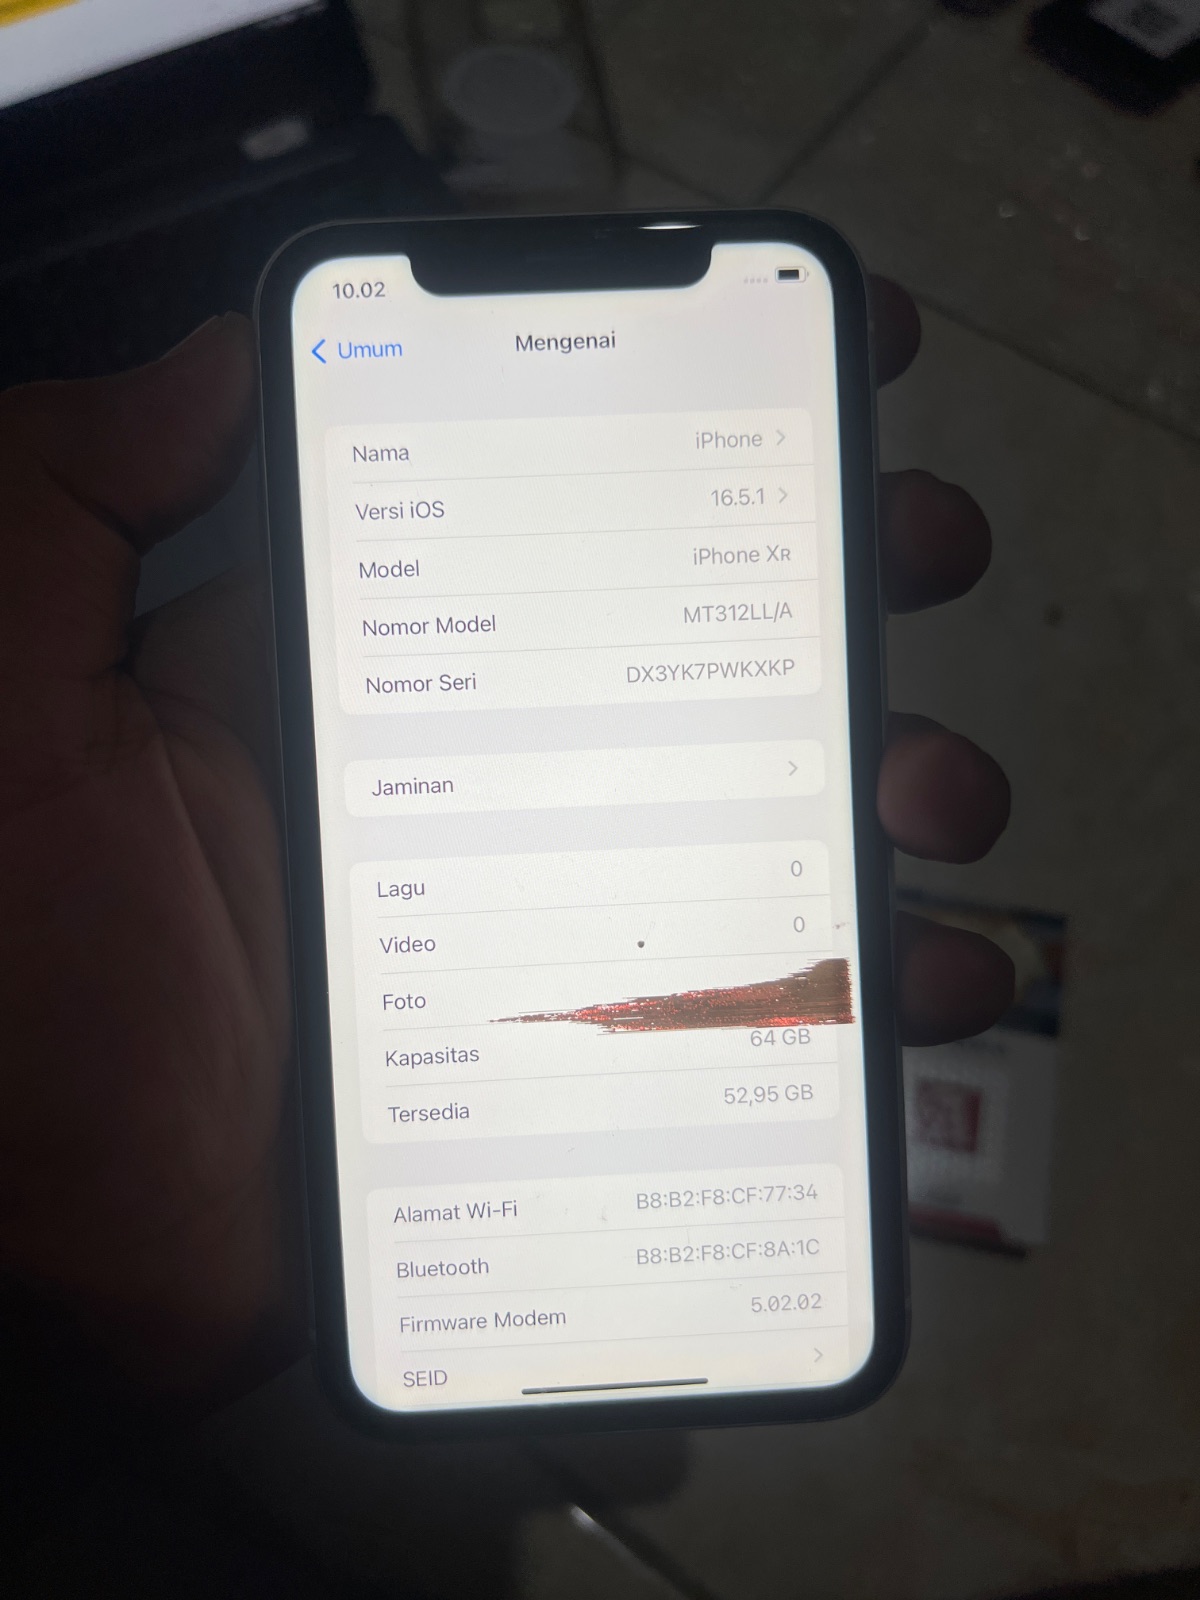 10.02
Umum
Mengenai
Nama iPhone
Versi iOS 16.5.1
Model iPhone XR
Nomor Model MT312LL/A
Nomor Seri DX3YK7PWKXKP
Jaminan
Lagu 0
Video 0
Foto
Kapasitas 64 GB
Tersedia 52,95 GB
Alamat Wi-Fi B8:B2:F8:CF:77:34
Bluetooth B8:B2:F8:CF:8A:1C
Firmware Modem 5.02.02
SEID